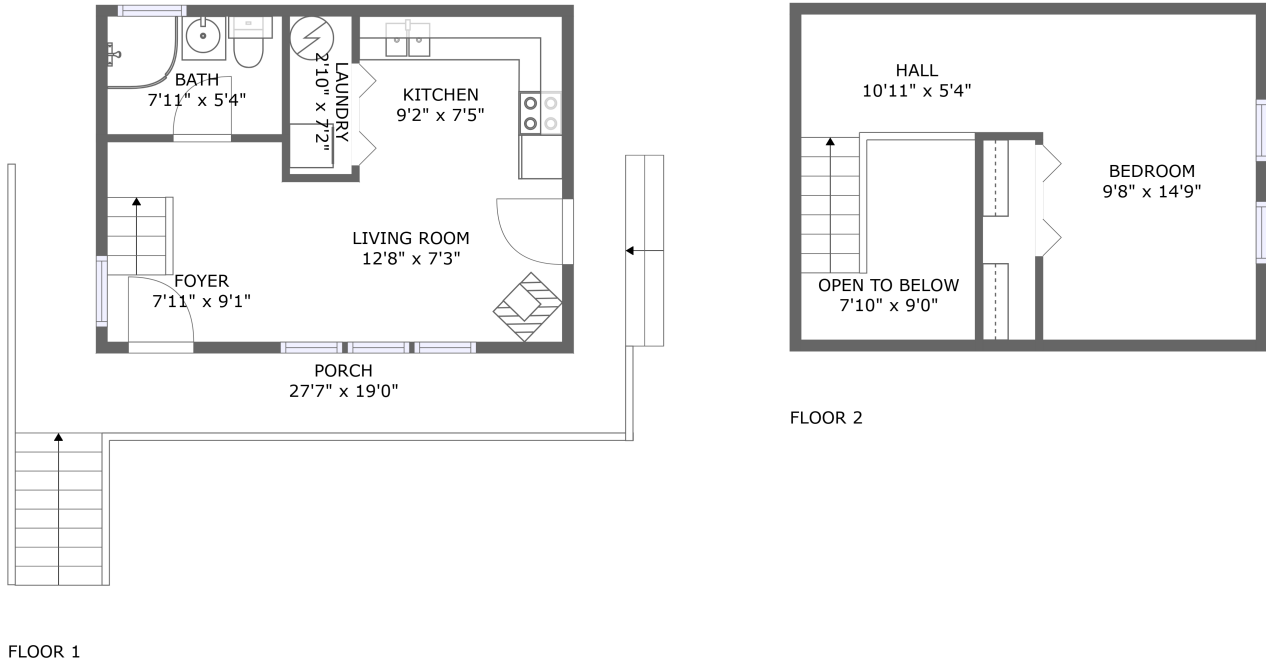 BATH
7'11" x 5'4"
LAUNDRY
2'10" x 7'2"
KITCHEN
9'2" x 7'5"
LIVING ROOM
12'8" x 7'3"
FOYER
7'11" x 9'1"
PORCH
27'7" x 19'0"
FLOOR 1
HALL
10'11" x 5'4"
BEDROOM
9'8" x 14'9"
OPEN TO BELOW
7'10" x 9'0"
FLOOR 2